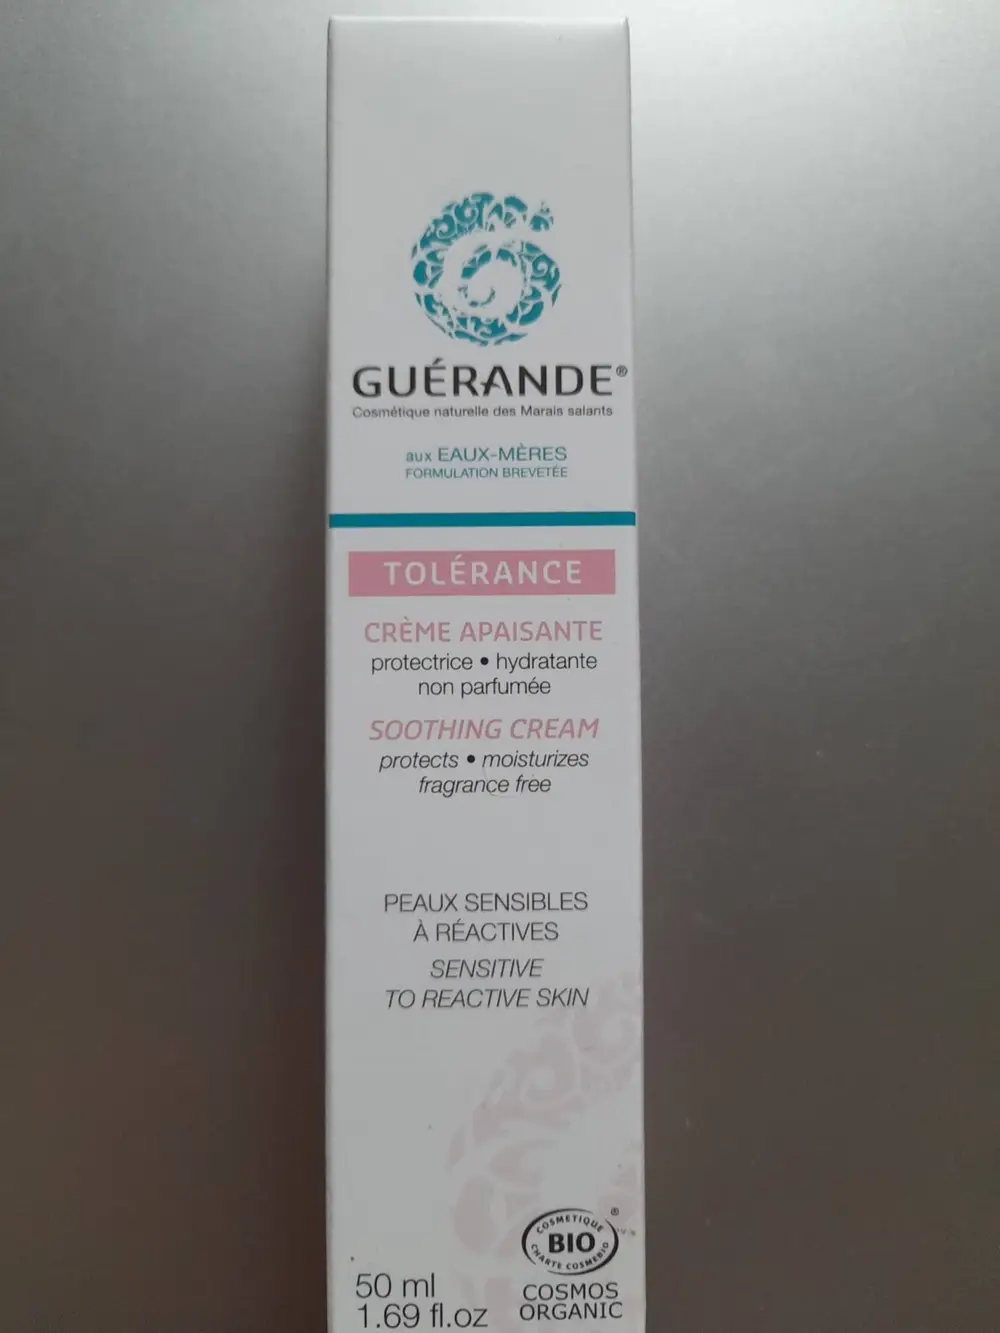 GUÉRANDE®
Cosmétique naturelle des Marais salants
aux EAUX-MÈRES
FORMULATION BREVETÉE
TOLÉRANCE
CRÈME APAISANTE
protectrice • hydratante
non parfumée
SOOTHING CREAM
protects • moisturizes
fragrance free
PEAUX SENSIBLES
À RÉACTIVES
SENSITIVE
TO REACTIVE SKIN
®
COSMETIQUE
BIO
CHARTE COSMEBIO
COSMOS
ORGANIC
50 ml
1.69 fl.oz